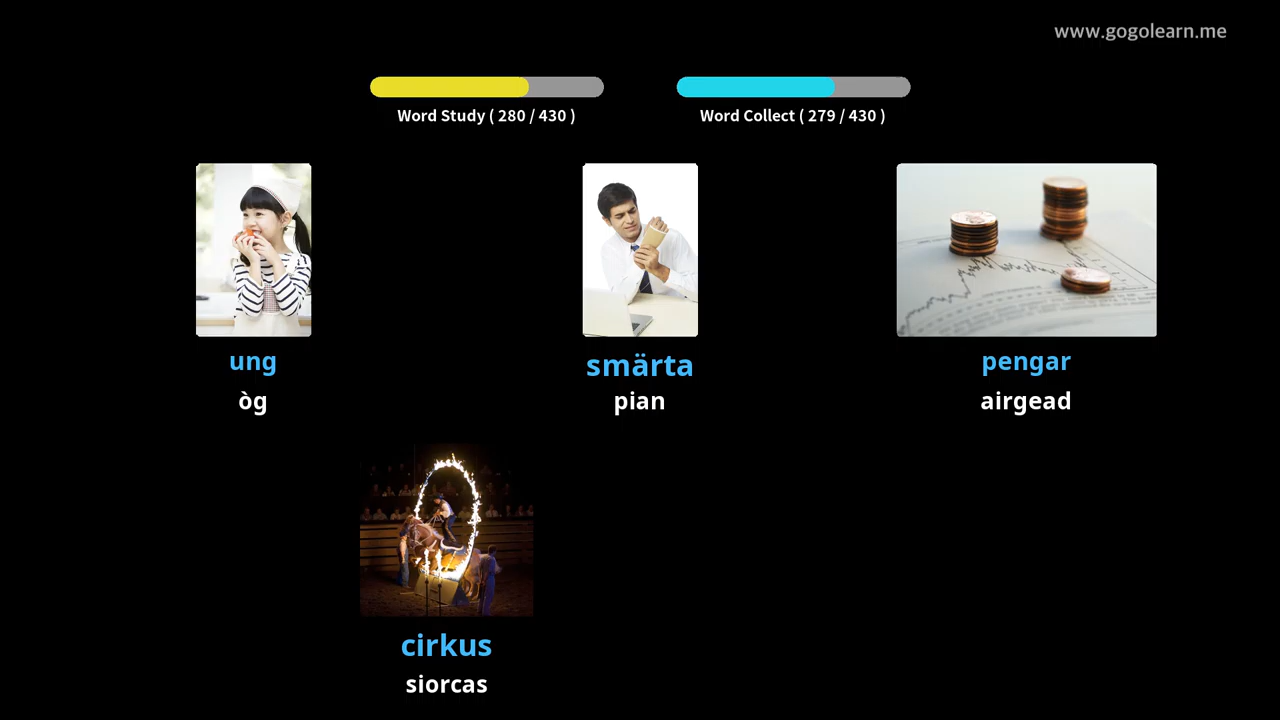 www.gogolearn.me
Word Study ( 280 / 430 )
Word Collect ( 279 / 430 )
ung
òg
smärta
pian
pengar
airgead
cirkus
siorcas